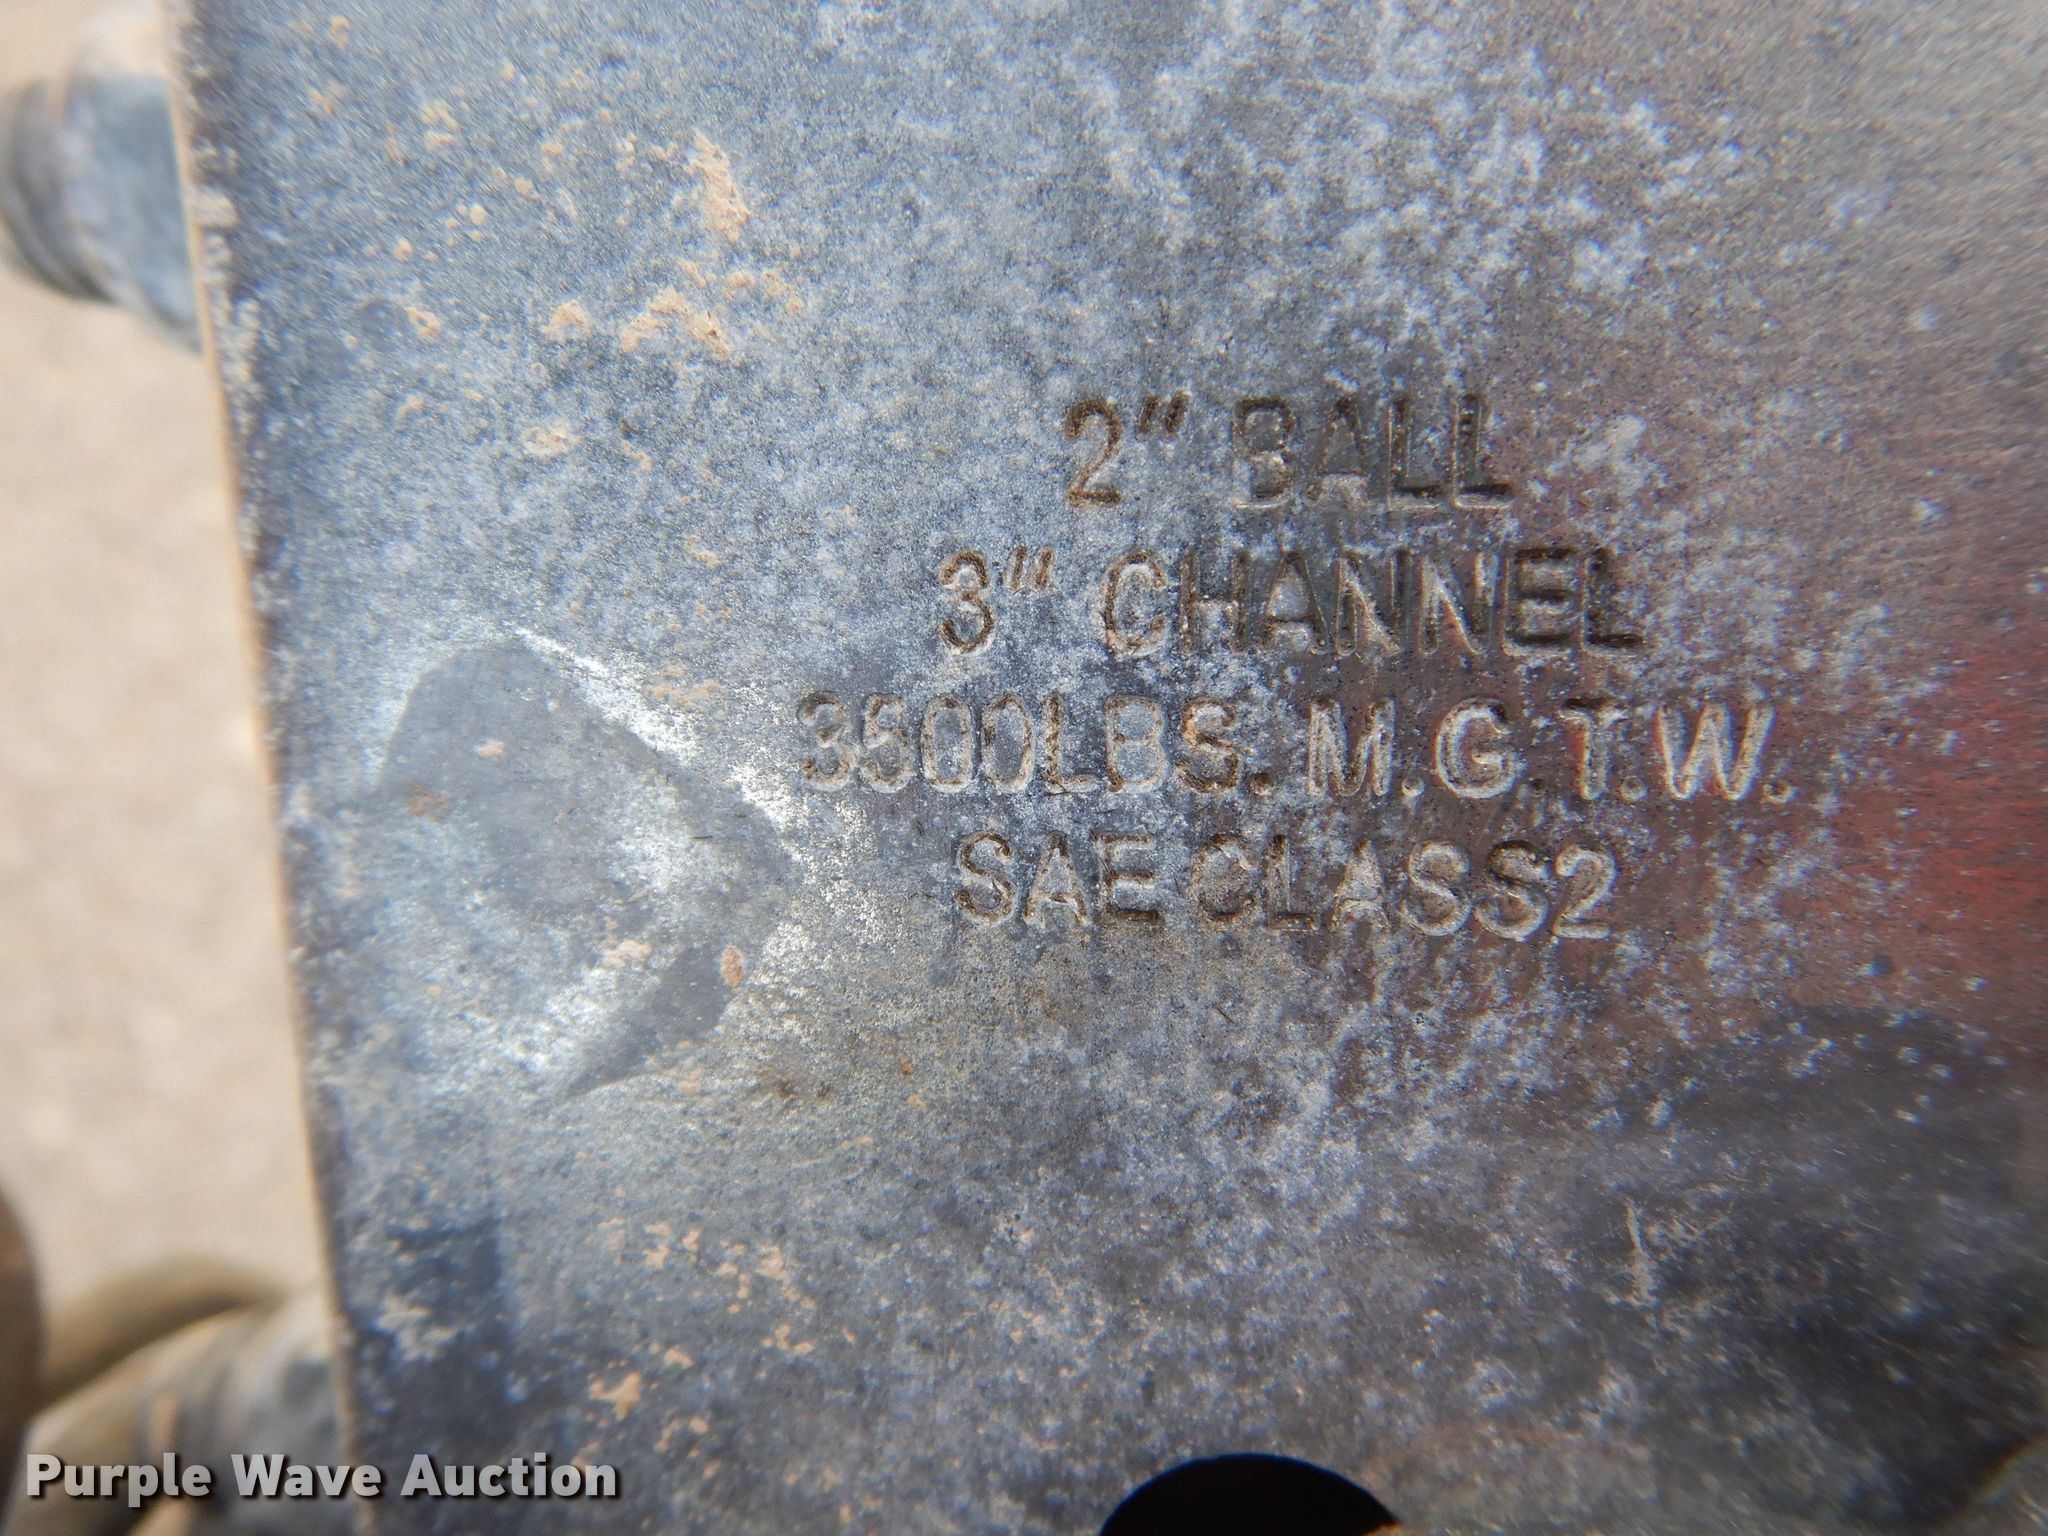 2" BALL
3" CHANNEL
3500LBS. M.G.T.W.
SAE CLASS2
Purple Wave Auction